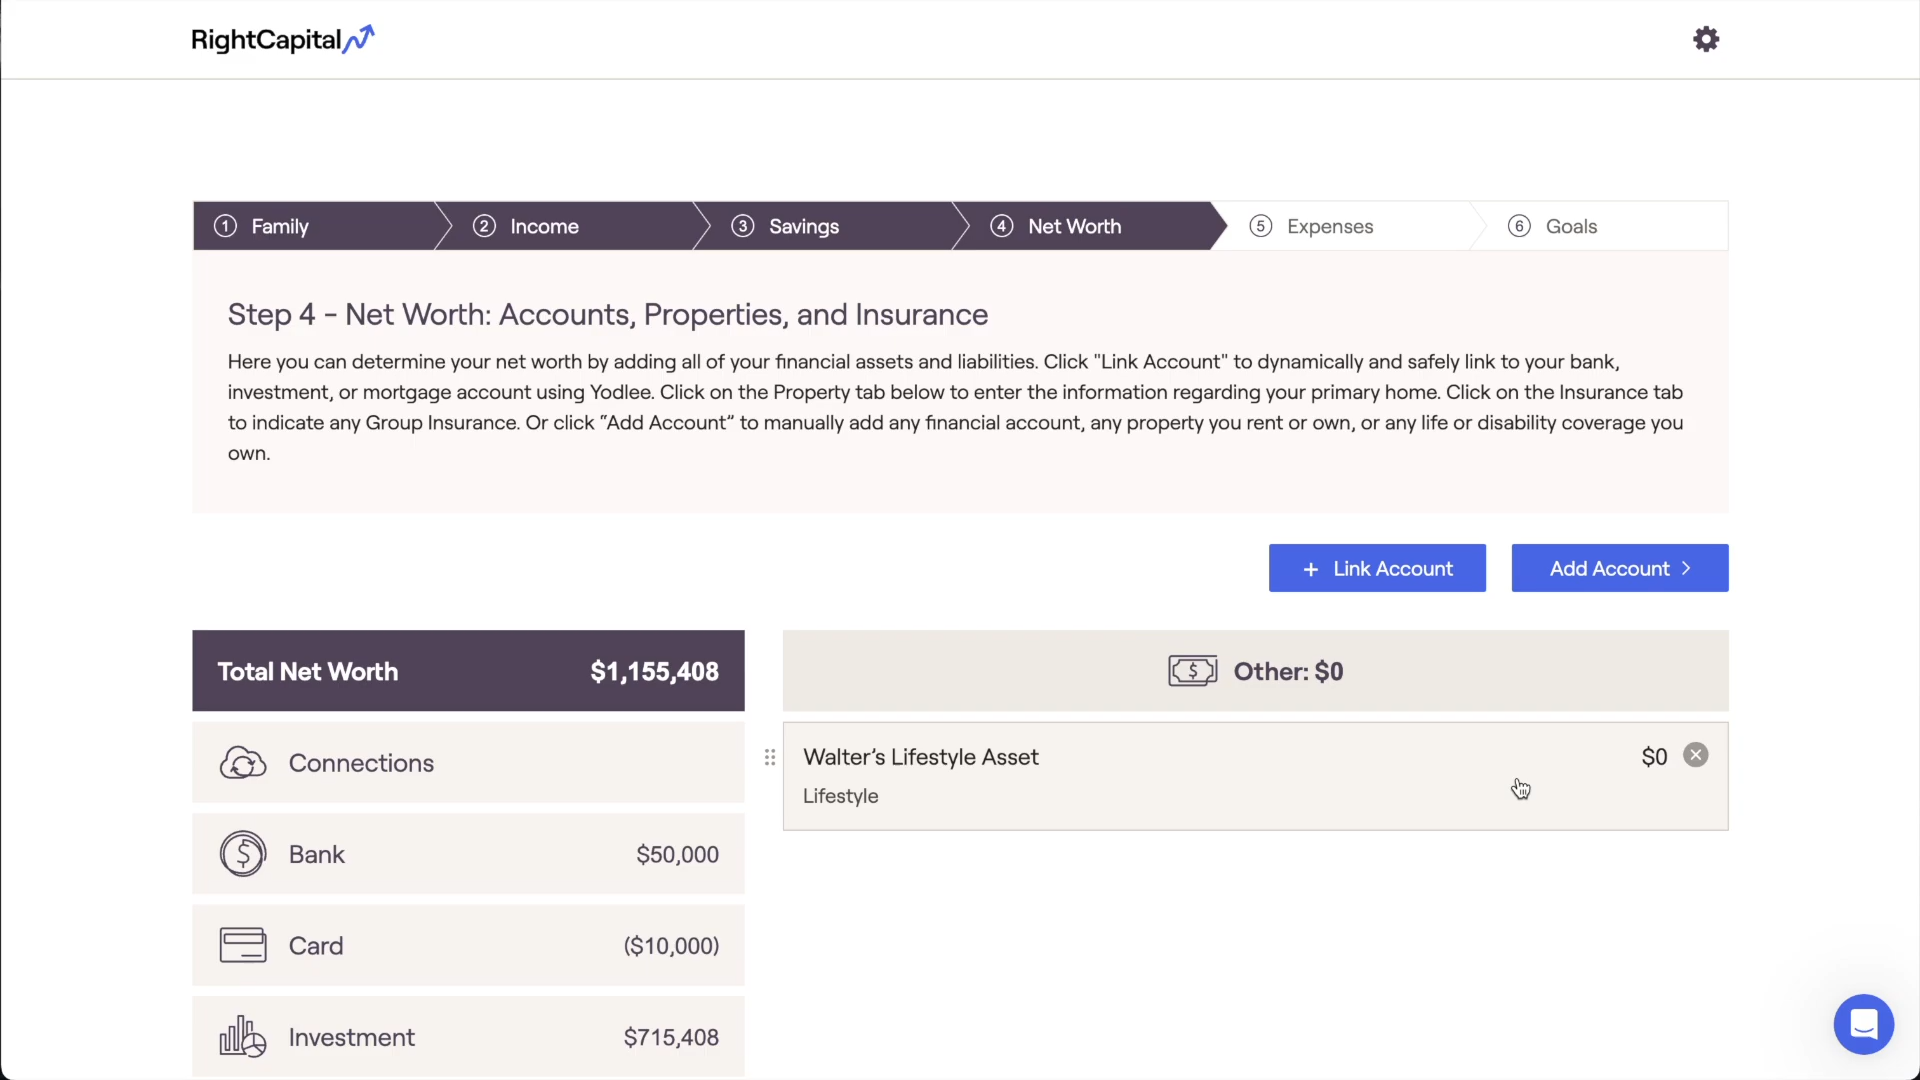 RightCapital
1 Family
2 Income
3 Savings
4 Net Worth
5 Expenses
6 Goals
Step 4 - Net Worth: Accounts, Properties, and Insurance
Here you can determine your net worth by adding all of your financial assets and liabilities. Click "Link Account" to dynamically and safely link to your bank,
investment, or mortgage account using Yodlee. Click on the Property tab below to enter the information regarding your primary home. Click on the Insurance tab
to indicate any Group Insurance. Or click “Add Account” to manually add any financial account, any property you rent or own, or any life or disability coverage you
own.
+ Link Account
Add Account >
Total Net Worth $1,155,408
Connections
Bank $50,000
Card ($10,000)
Investment $715,408
$ Other: $0
Walter’s Lifestyle Asset $0
Lifestyle